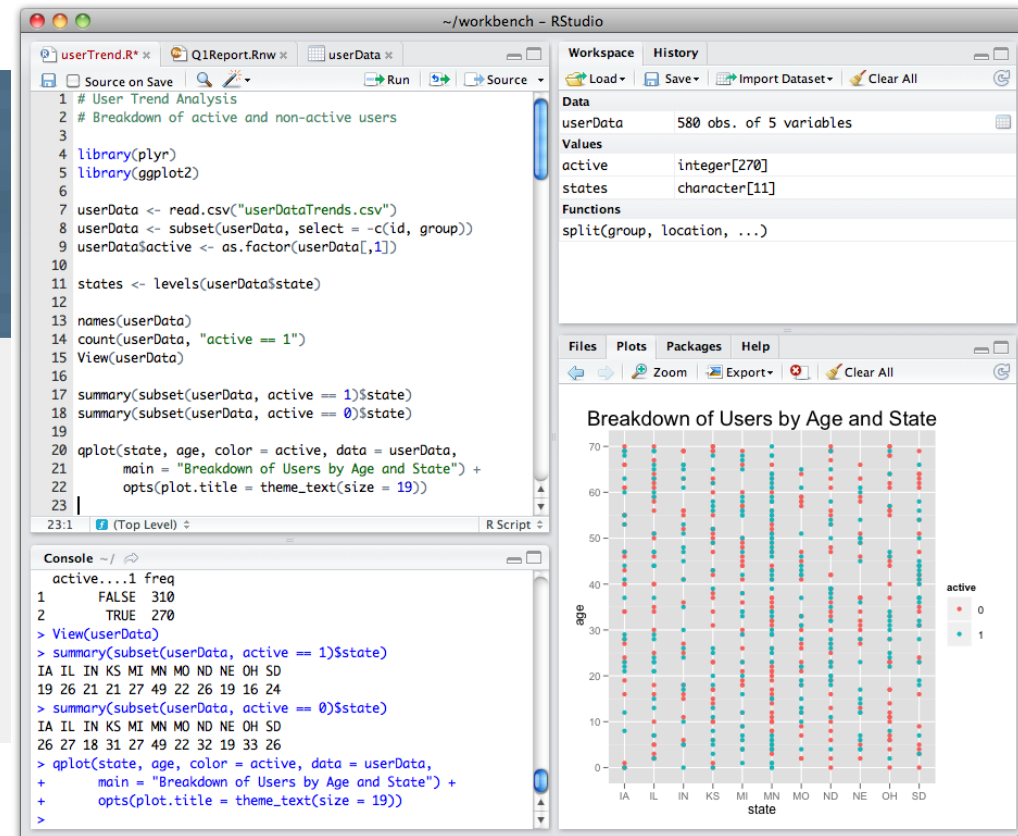 ~/workbench – RStudio
userTrend.R* Q1Report.Rnw userData
Source on Save Run Source
1 # User Trend Analysis
2 # Breakdown of active and non-active users
3
4 library(plyr)
5 library(ggplot2)
6
7 userData <- read.csv("userDataTrends.csv")
8 userData <- subset(userData, select = -c(id, group))
9 userData$active <- as.factor(userData[,1])
10
11 states <- levels(userData$state)
12
13 names(userData)
14 count(userData, "active == 1")
15 View(userData)
16
17 summary(subset(userData, active == 1)$state)
18 summary(subset(userData, active == 0)$state)
19
20 qplot(state, age, color = active, data = userData,
21 main = "Breakdown of Users by Age and State") +
22 opts(plot.title = theme_text(size = 19))
23
23:1 (Top Level) R Script
Console ~/
active....1 freq
1 FALSE 310
2 TRUE 270
> View(userData)
> summary(subset(userData, active == 1)$state)
IA IL IN KS MI MN MO ND NE OH SD
19 26 21 21 27 49 22 26 19 16 24
> summary(subset(userData, active == 0)$state)
IA IL IN KS MI MN MO ND NE OH SD
26 27 18 31 27 49 22 32 19 33 26
> qplot(state, age, color = active, data = userData,
+ main = "Breakdown of Users by Age and State") +
+ opts(plot.title = theme_text(size = 19))
>
Workspace History
Load Save Import Dataset Clear All
Data
userData 580 obs. of 5 variables
Values
active integer[270]
states character[11]
Functions
split(group, location, ...)
Files Plots Packages Help
Zoom Export Clear All
Breakdown of Users by Age and State
70
60
50
40
30
20
10
0
age
IA IL IN KS MI MN MO ND NE OH SD
state
active
0
1